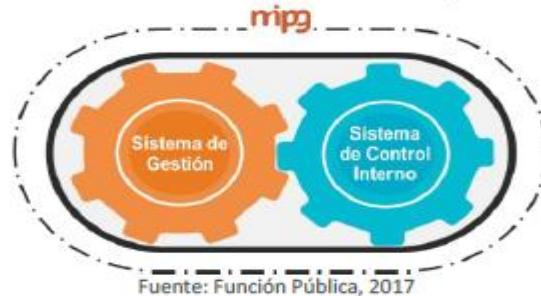 mipg
Sistema de
Gestión
Sistema
de Control
Interno
Fuente: Función Pública, 2017